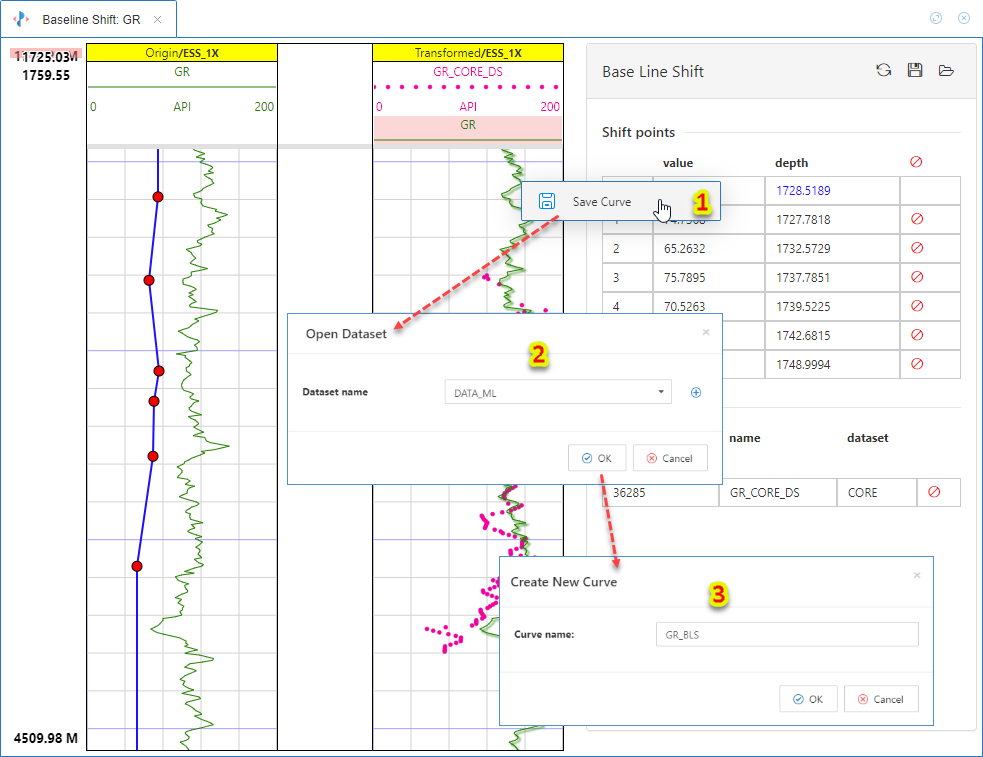 Baseline Shift: GR
11725.03M
1759.55
Origin/ESS_1X
GR
0 API 200
Transformed/ESS_1X
GR_CORE_DS
0 API 200
GR
4509.98 M
Base Line Shift
Shift points
value depth
1728.5189
1727.7818
2 65.2632 1732.5729
3 75.7895 1737.7851
4 70.5263 1739.5225
1742.6815
1748.9994
name dataset
36285 GR_CORE_DS CORE
Save Curve
1
Open Dataset
2
Dataset name DATA_ML
OK Cancel
Create New Curve
3
Curve name: GR_BLS
OK Cancel